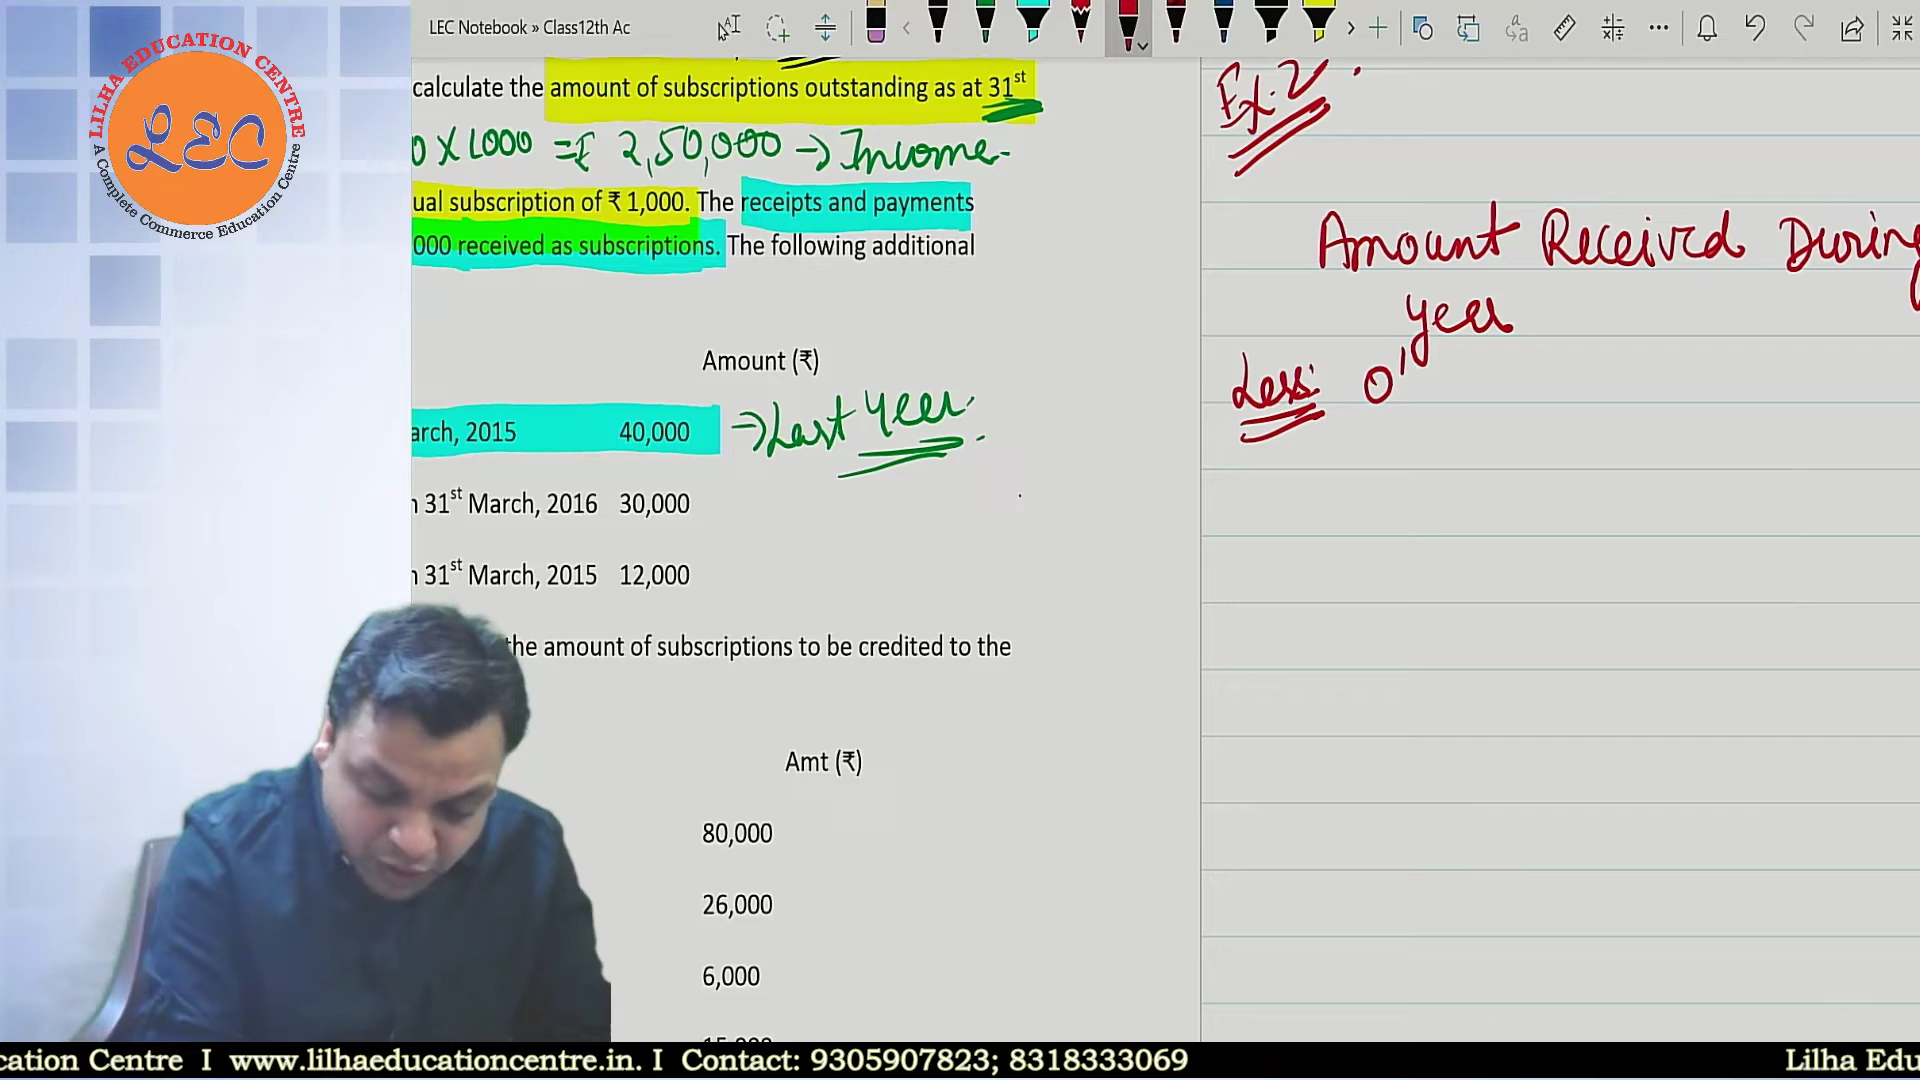 LEC Notebook » Class12th Ac
LILHA EDUCATION CENTRE
LEC
A Complete Commerce Education Centre
calculate the amount of subscriptions outstanding as at 31st
0 X 1000 = ₹ 2,50,000 → Income
ual subscription of ₹ 1,000. The receipts and payments
000 received as subscriptions. The following additional
Amount (₹)
arch, 2015 40,000 → Last Year
31st March, 2016 30,000
31st March, 2015 12,000
the amount of subscriptions to be credited to the
Amt (₹)
80,000
26,000
6,000
Ex. 2
Amount Received During
Year
Less: O/
cation Centre I www.lilhaeducationcentre.in. I Contact: 9305907823; 8318333069 Lilha Edu